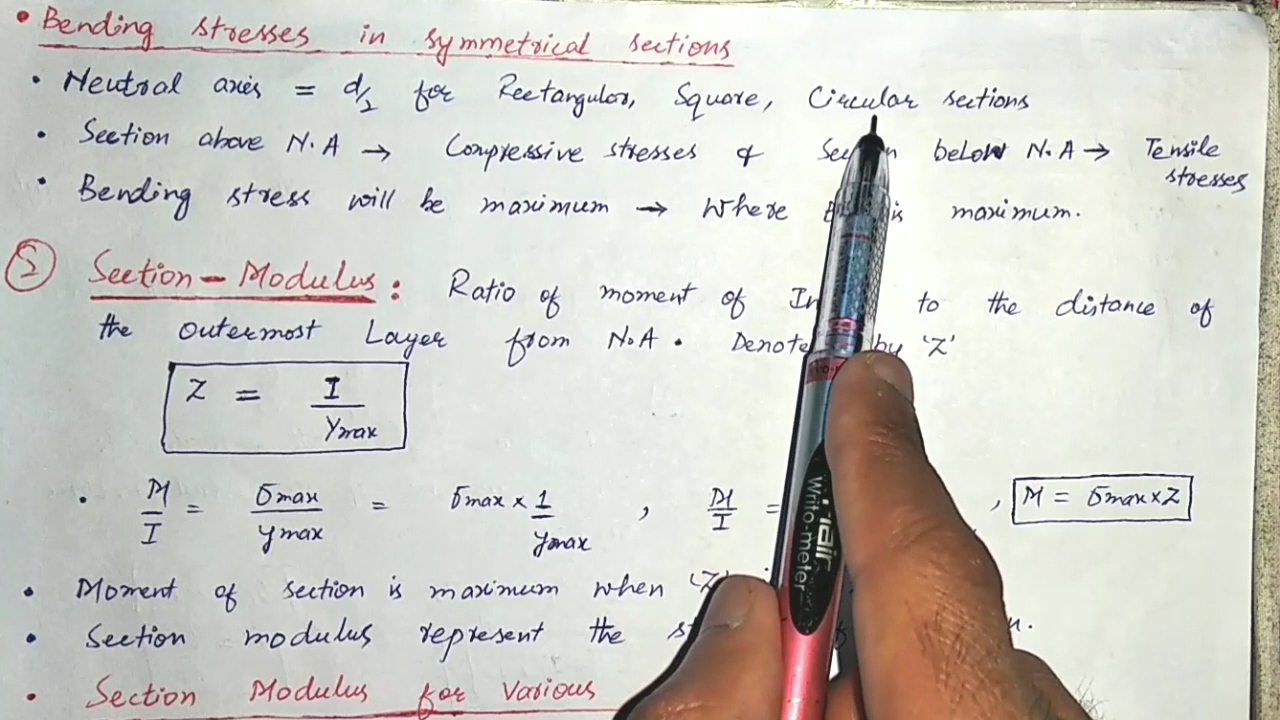 • Bending stresses in symmetrical sections
• Neutral axis = d/2 for Rectangular, Square, Circular sections
• Section above N.A → Compressive stresses & below N.A → Tensile stresses
• Bending stress will be maximum → Where is maximum.
⑤ Section - Modulus : Ratio of moment of to the distance of
the outermost Layer from N.A. by 'Z'
Z = I / Ymax
• M/I = σmax/ymax = σmax × 1/ymax , M/I = , M = σmax × Z
• Moment of section is maximum when 'Z'
• Section modulus represent the
• Section Modulus for Various
Write-meter